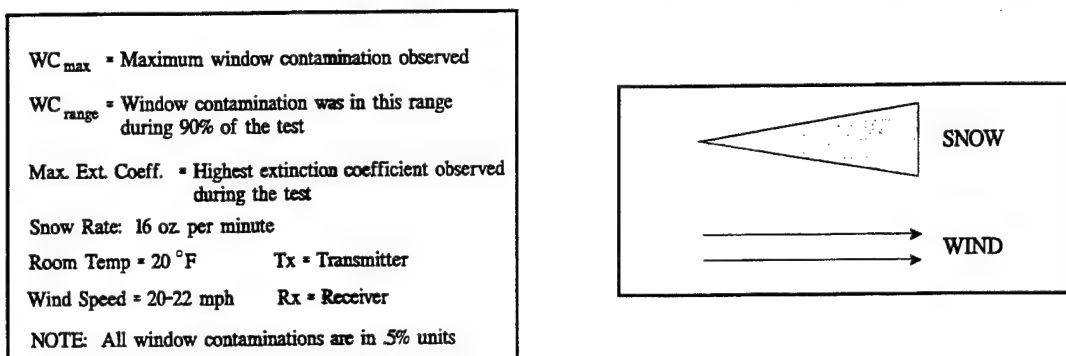 WC max = Maximum window contamination observed
WC range = Window contamination was in this range
during 90% of the test
Max. Ext. Coeff. = Highest extinction coefficient observed
during the test
Snow Rate: 16 oz. per minute
Room Temp = 20 °F Tx = Transmitter
Wind Speed = 20-22 mph Rx = Receiver
NOTE: All window contaminations are in .5% units
SNOW
WIND